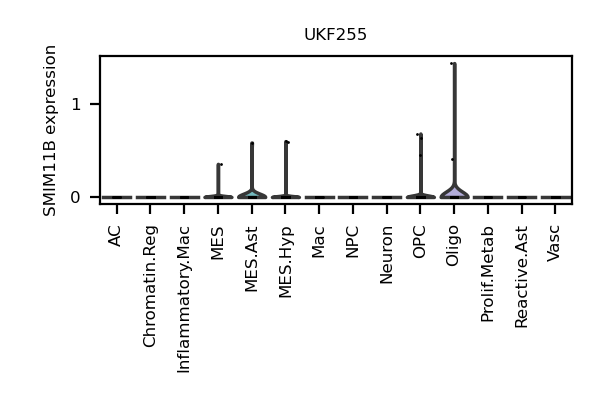 UKF255
SMIM11B expression
1
0
AC
Chromatin.Reg
Inflammatory.Mac
MES
MES.Ast
MES.Hyp
Mac
NPC
Neuron
OPC
Oligo
Prolif.Metab
Reactive.Ast
Vasc